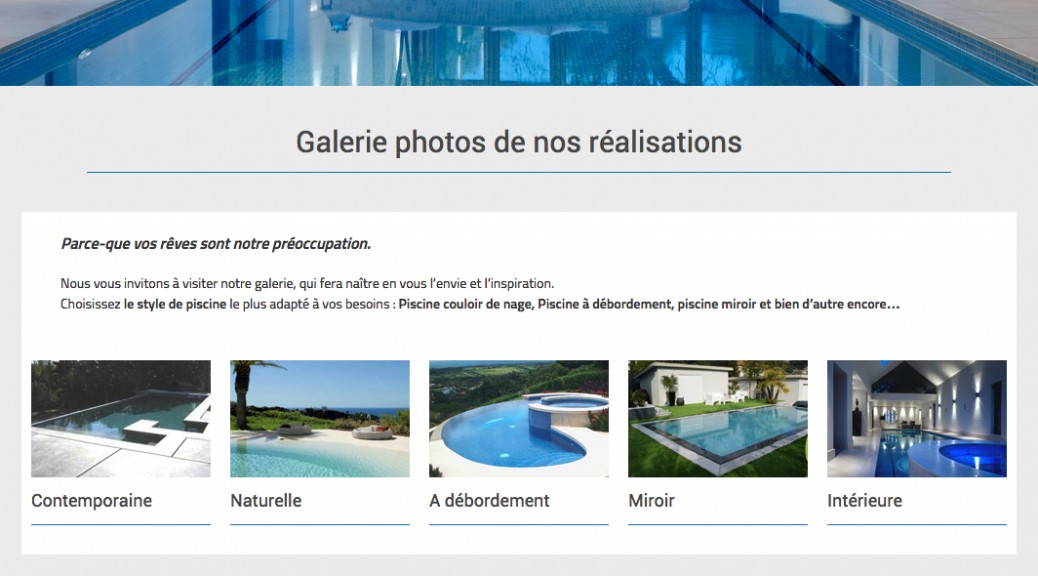 Galerie photos de nos réalisations
Parce-que vos rêves sont notre préoccupation.
Nous vous invitons à visiter notre galerie, qui fera naître en vous l'envie et l'inspiration.
Choisissez le style de piscine le plus adapté à vos besoins : Piscine couloir de nage, Piscine à débordement, piscine miroir et bien d'autre encore...
Contemporaine
Naturelle
A débordement
Miroir
Intérieure